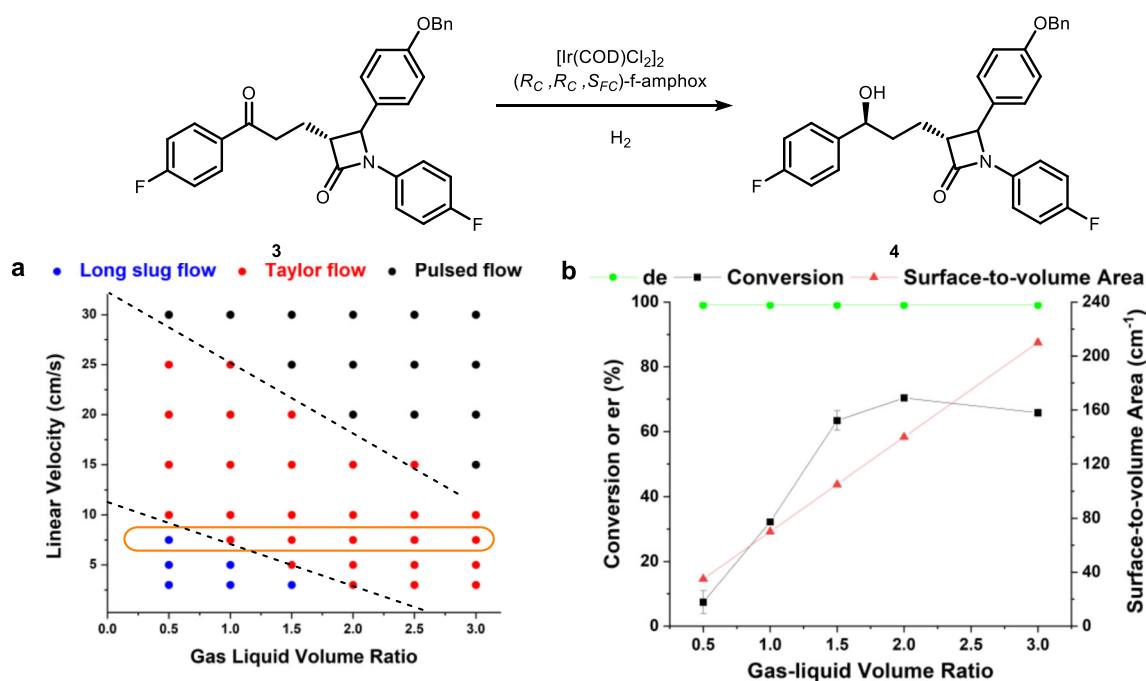 OBn
OBn
[Ir(COD)Cl2]2
(RC ,RC ,SFC)-f-amphox
H2
O
OH
F
N
O
F
F
N
O
F
3
4
a
Long slug flow
Taylor flow
Pulsed flow
Linear Velocity (cm/s)
30
25
20
15
10
5
0.0 0.5 1.0 1.5 2.0 2.5 3.0
Gas Liquid Volume Ratio
b
de
Conversion
Surface-to-volume Area
Conversion or er (%)
100
80
60
40
20
0
240
200
160
120
80
40
0
Surface-to-volume Area (cm-1)
0.5 1.0 1.5 2.0 3.0
Gas-liquid Volume Ratio